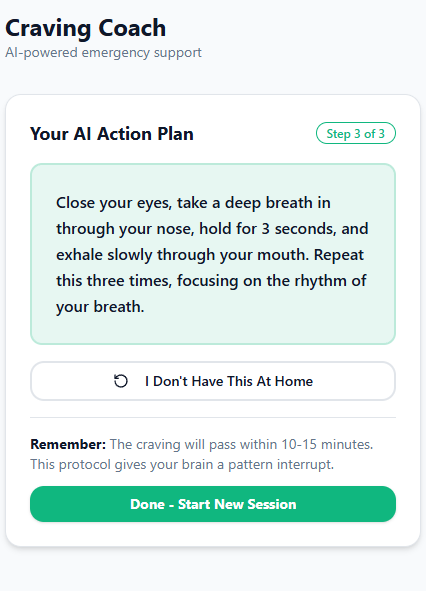 Craving Coach
AI-powered emergency support
Your AI Action Plan
Step 3 of 3
Close your eyes, take a deep breath in
through your nose, hold for 3 seconds, and
exhale slowly through your mouth. Repeat
this three times, focusing on the rhythm of
your breath.
I Don't Have This At Home
Remember: The craving will pass within 10-15 minutes.
This protocol gives your brain a pattern interrupt.
Done - Start New Session